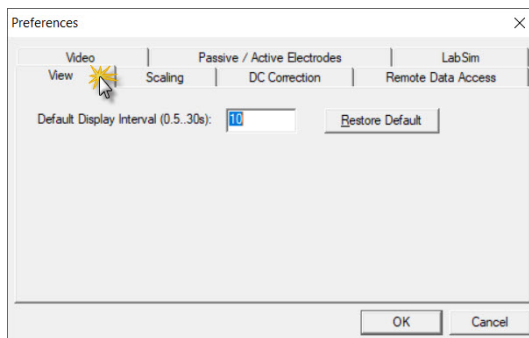 Preferences
Video Passive / Active Electrodes LabSim
View Scaling DC Correction Remote Data Access
Default Display Interval (0.5..30s): 10 Restore Default
OK Cancel